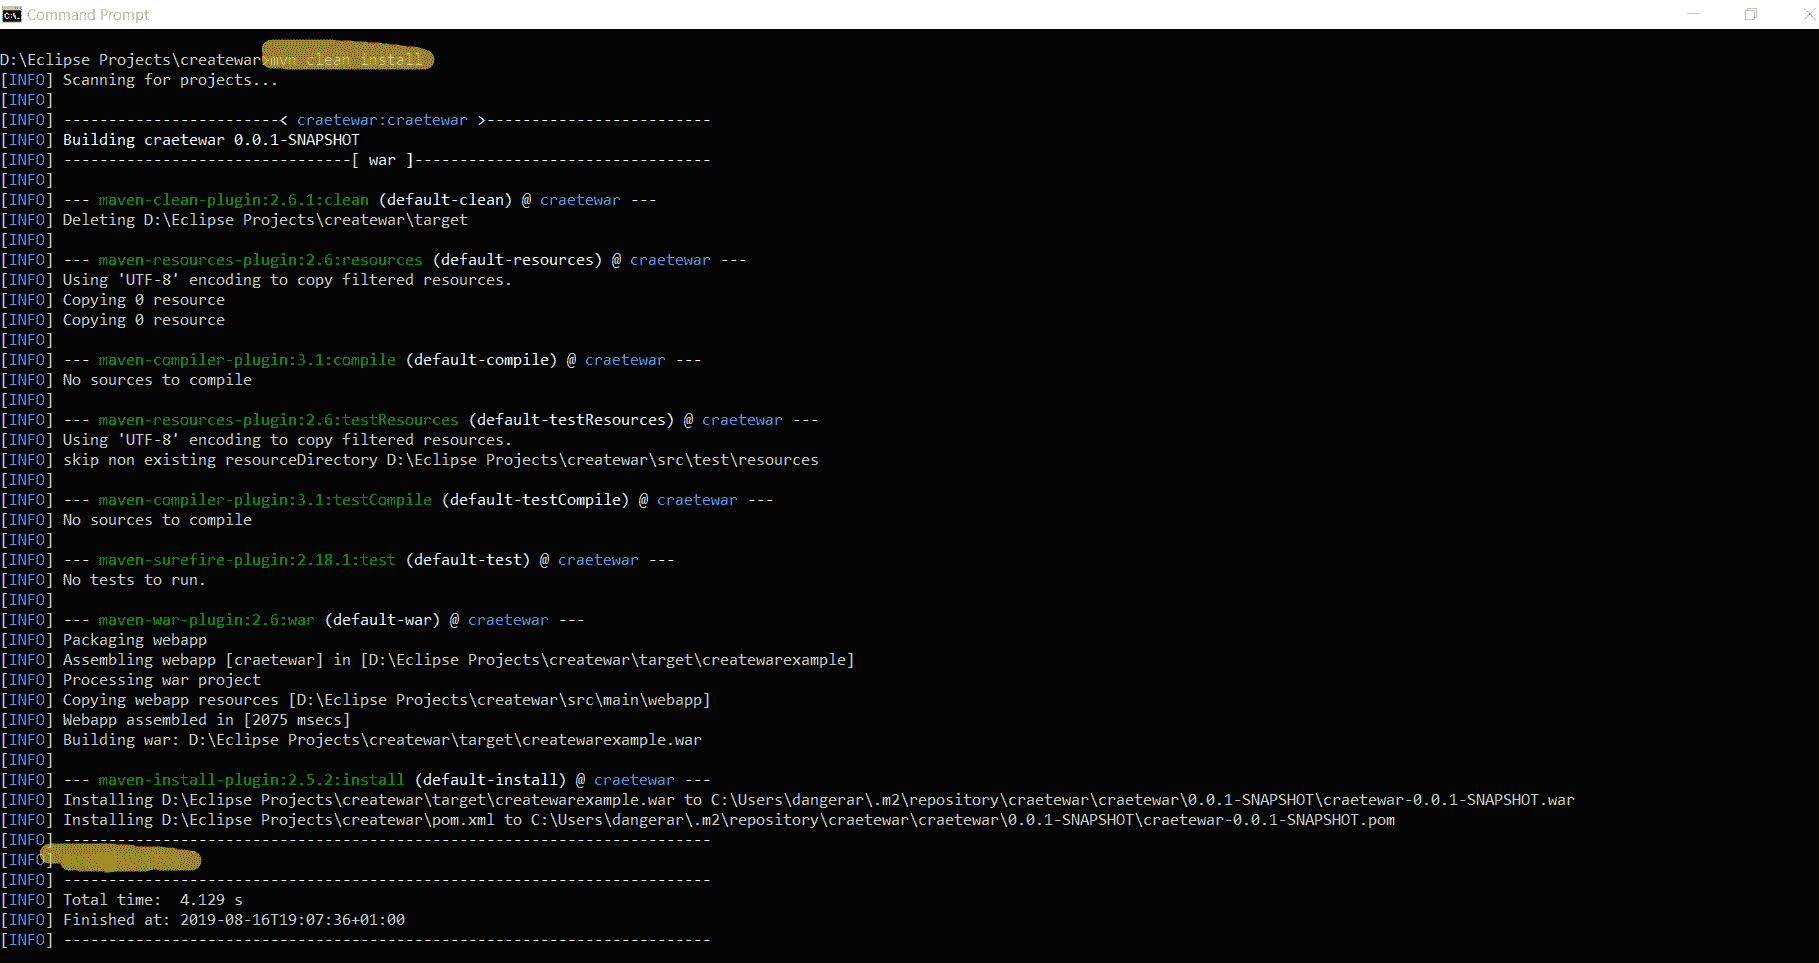 Command Prompt
D:\Eclipse Projects\createwar>mvn clean install
[INFO] Scanning for projects...
[INFO]
[INFO] ------------------------< craetewar:craetewar >-------------------------
[INFO] Building craetewar 0.0.1-SNAPSHOT
[INFO] --------------------------------[ war ]---------------------------------
[INFO]
[INFO] --- maven-clean-plugin:2.6.1:clean (default-clean) @ craetewar ---
[INFO] Deleting D:\Eclipse Projects\createwar\target
[INFO]
[INFO] --- maven-resources-plugin:2.6:resources (default-resources) @ craetewar ---
[INFO] Using 'UTF-8' encoding to copy filtered resources.
[INFO] Copying 0 resource
[INFO] Copying 0 resource
[INFO]
[INFO] --- maven-compiler-plugin:3.1:compile (default-compile) @ craetewar ---
[INFO] No sources to compile
[INFO]
[INFO] --- maven-resources-plugin:2.6:testResources (default-testResources) @ craetewar ---
[INFO] Using 'UTF-8' encoding to copy filtered resources.
[INFO] skip non existing resourceDirectory D:\Eclipse Projects\createwar\src\test\resources
[INFO]
[INFO] --- maven-compiler-plugin:3.1:testCompile (default-testCompile) @ craetewar ---
[INFO] No sources to compile
[INFO]
[INFO] --- maven-surefire-plugin:2.18.1:test (default-test) @ craetewar ---
[INFO] No tests to run.
[INFO]
[INFO] --- maven-war-plugin:2.6:war (default-war) @ craetewar ---
[INFO] Packaging webapp
[INFO] Assembling webapp [craetewar] in [D:\Eclipse Projects\createwar\target\createwarexample]
[INFO] Processing war project
[INFO] Copying webapp resources [D:\Eclipse Projects\createwar\src\main\webapp]
[INFO] Webapp assembled in [2075 msecs]
[INFO] Building war: D:\Eclipse Projects\createwar\target\createwarexample.war
[INFO]
[INFO] --- maven-install-plugin:2.5.2:install (default-install) @ craetewar ---
[INFO] Installing D:\Eclipse Projects\createwar\target\createwarexample.war to C:\Users\dangerar\.m2\repository\craetewar\craetewar\0.0.1-SNAPSHOT\craetewar-0.0.1-SNAPSHOT.war
[INFO] Installing D:\Eclipse Projects\createwar\pom.xml to C:\Users\dangerar\.m2\repository\craetewar\craetewar\0.0.1-SNAPSHOT\craetewar-0.0.1-SNAPSHOT.pom
[INFO] ------------------------------------------------------------------------
[INFO]
[INFO] ------------------------------------------------------------------------
[INFO] Total time:  4.129 s
[INFO] Finished at: 2019-08-16T19:07:36+01:00
[INFO] ------------------------------------------------------------------------